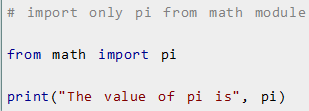 # import only pi from math module
from math import pi
print("The value of pi is", pi)